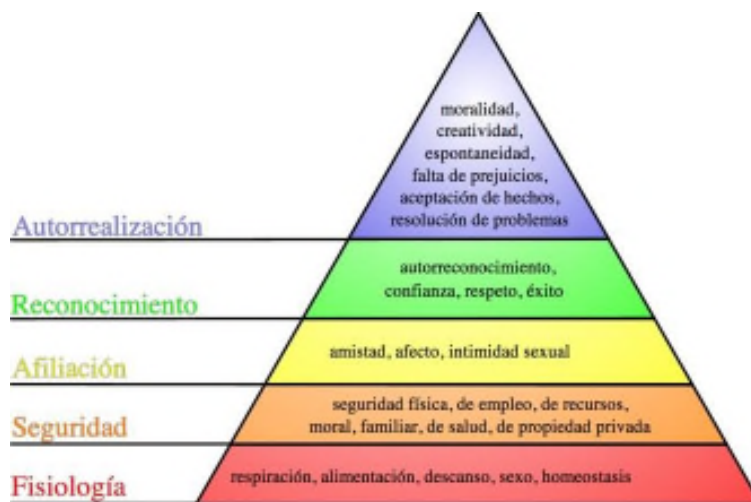 moralidad,
creatividad,
espontaneidad,
falta de prejuicios,
aceptación de hechos,
resolución de problemas
Autorrealización
autorreconocimiento,
confianza, respeto, éxito
Reconocimiento
amistad, afecto, intimidad sexual
Afiliación
seguridad física, de empleo, de recursos,
moral, familiar, de salud, de propiedad privada
Seguridad
respiración, alimentación, descanso, sexo, homeostasis
Fisiología